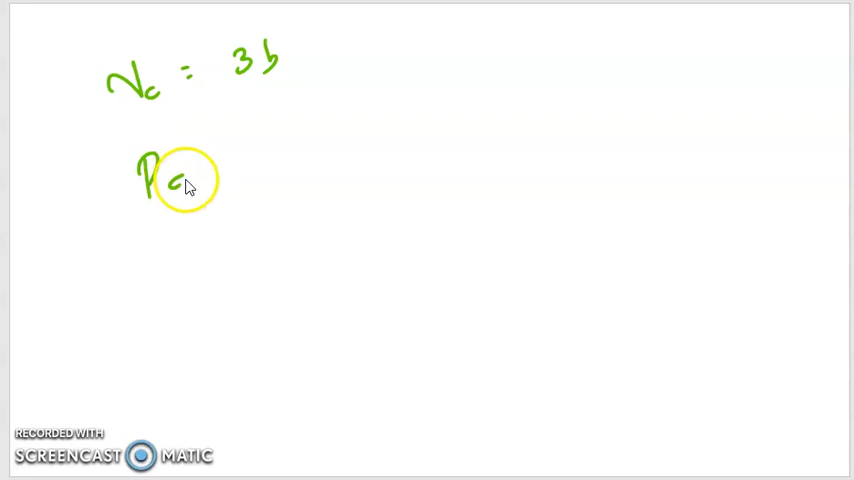 Vc = 3b
Pc
RECORDED WITH
SCREENCAST MATIC